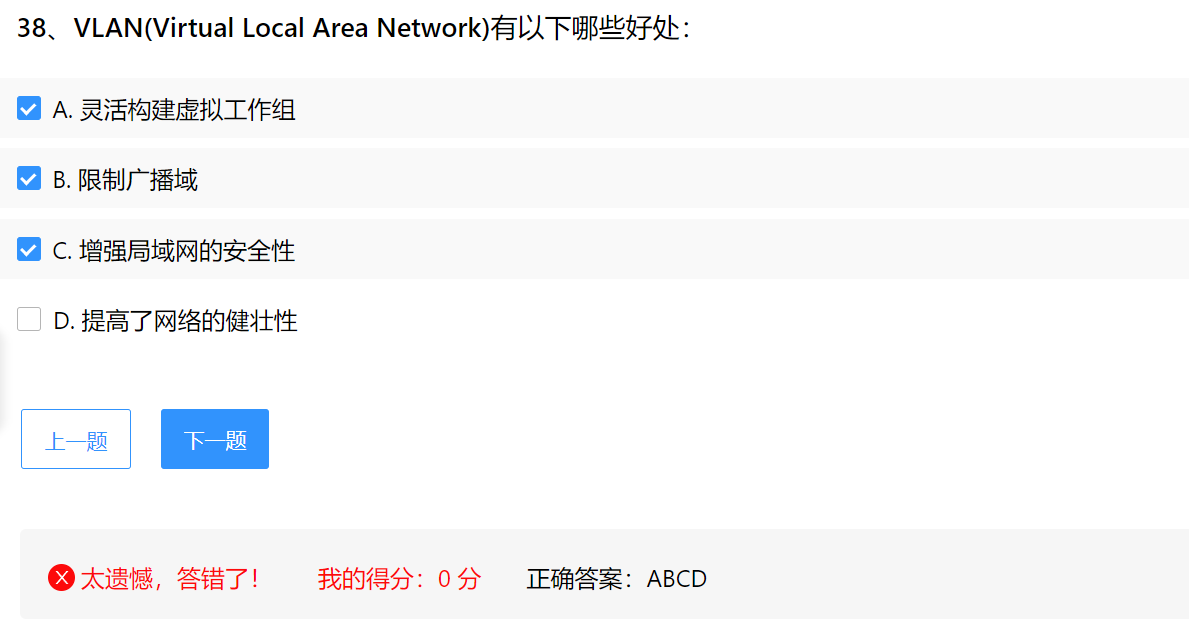 38、VLAN(Virtual Local Area Network)有以下哪些好处：
A. 灵活构建虚拟工作组
B. 限制广播域
C. 增强局域网的安全性
D. 提高了网络的健壮性
上一题 下一题
太遗憾，答错了！ 我的得分：0 分 正确答案：ABCD